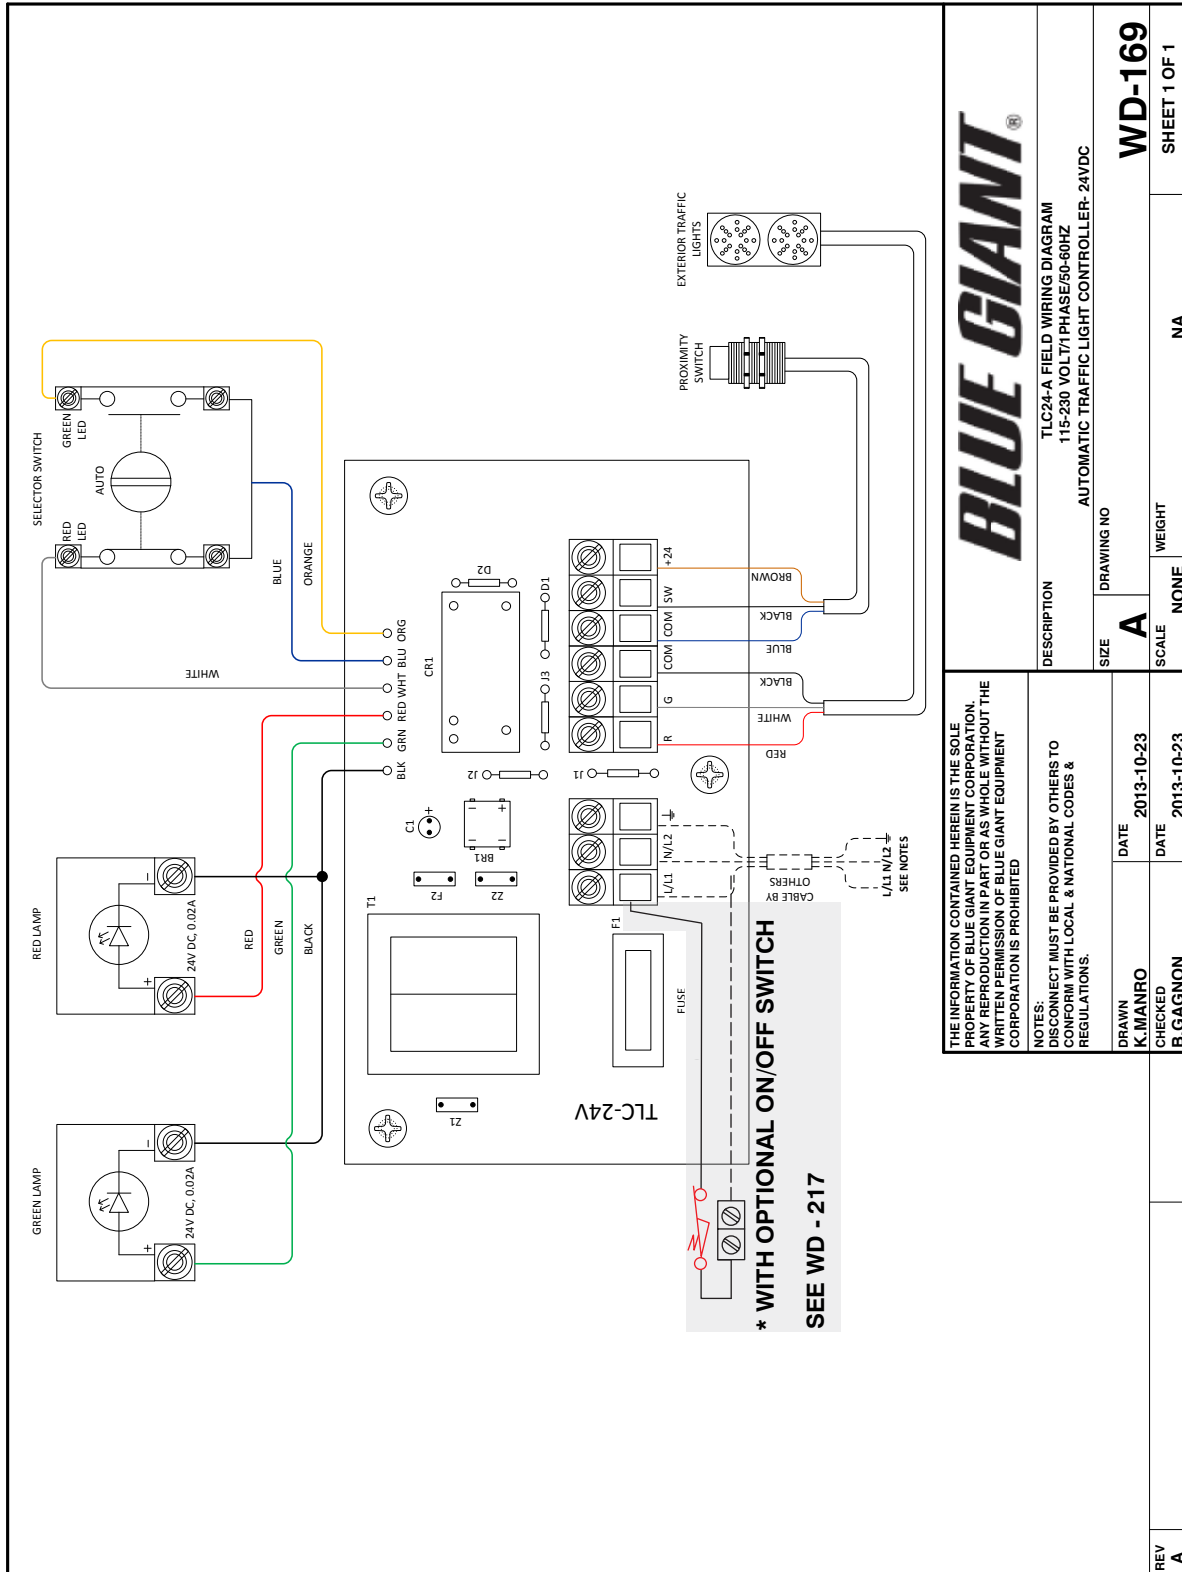 GREEN LAMP
+
−
24V DC, 0.02A
RED LAMP
+
−
24V DC, 0.02A
SELECTOR SWITCH
RED
LED
AUTO
GREEN
LED
RED
GREEN
BLACK
WHITE
BLUE
ORANGE
BLK
GRN
RED
WHT
BLU
ORG
T1
Z1
F2
Z2
C1
+
BR1
J2
J1
J3
CR1
D2
D1
F1
FUSE
TLC-24V
L/L1
N/L2
R
G
COM
COM
SW
+24
RED
WHITE
BLACK
BLUE
BLACK
BROWN
CABLE BY
OTHERS
L/L1 N/L2
SEE NOTES
PROXIMITY
SWITCH
EXTERIOR TRAFFIC
LIGHTS
* WITH OPTIONAL ON/OFF SWITCH
SEE WD - 217
THE INFORMATION CONTAINED HEREIN IS THE SOLE
PROPERTY OF BLUE GIANT EQUIPMENT CORPORATION.
ANY REPRODUCTION IN PART OR AS WHOLE WITHOUT THE
WRITTEN PERMISSION OF BLUE GIANT EQUIPMENT
CORPORATION IS PROHIBITED
NOTES:
DISCONNECT MUST BE PROVIDED BY OTHERS TO
CONFORM WITH LOCAL & NATIONAL CODES &
REGULATIONS.
DRAWN
K.MANRO
DATE
2013-10-23
CHECKED
R.GAGNON
DATE
2013-10-23
BLUE GIANT®
DESCRIPTION
TLC24-A FIELD WIRING DIAGRAM
115-230 VOLT/1PHASE/50-60HZ
AUTOMATIC TRAFFIC LIGHT CONTROLLER- 24VDC
SIZE
A
DRAWING NO
WD-169
SCALE
NONE
WEIGHT
NA
SHEET 1 OF 1
REV
A